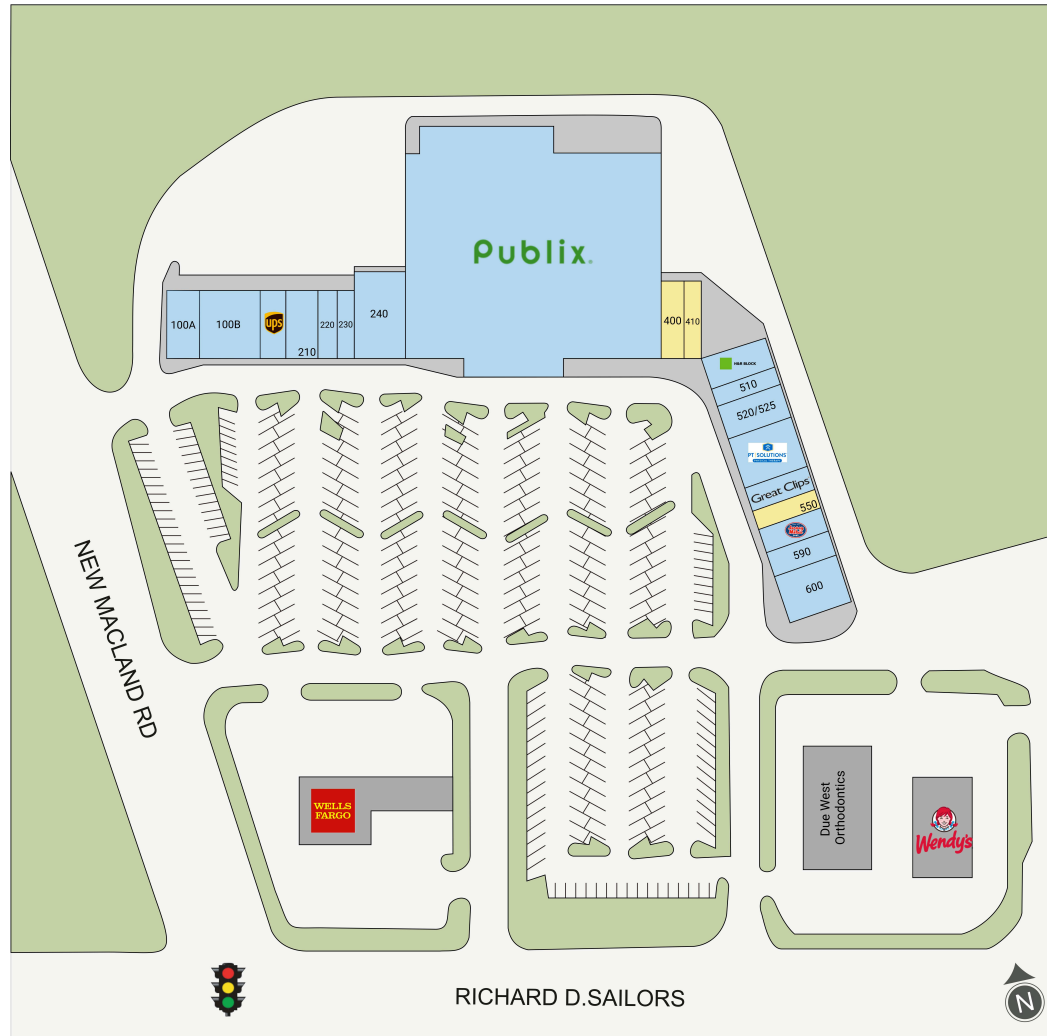 Publix.
100A
100B
ups
210
220
230
240
400
410
H&R BLOCK
510
520/525
PT SOLUTIONS
Great Clips
550
590
600
NEW MACLAND RD
WELLS
FARGO
Due West
Orthodontics
Wendy's
RICHARD D.SAILORS
N